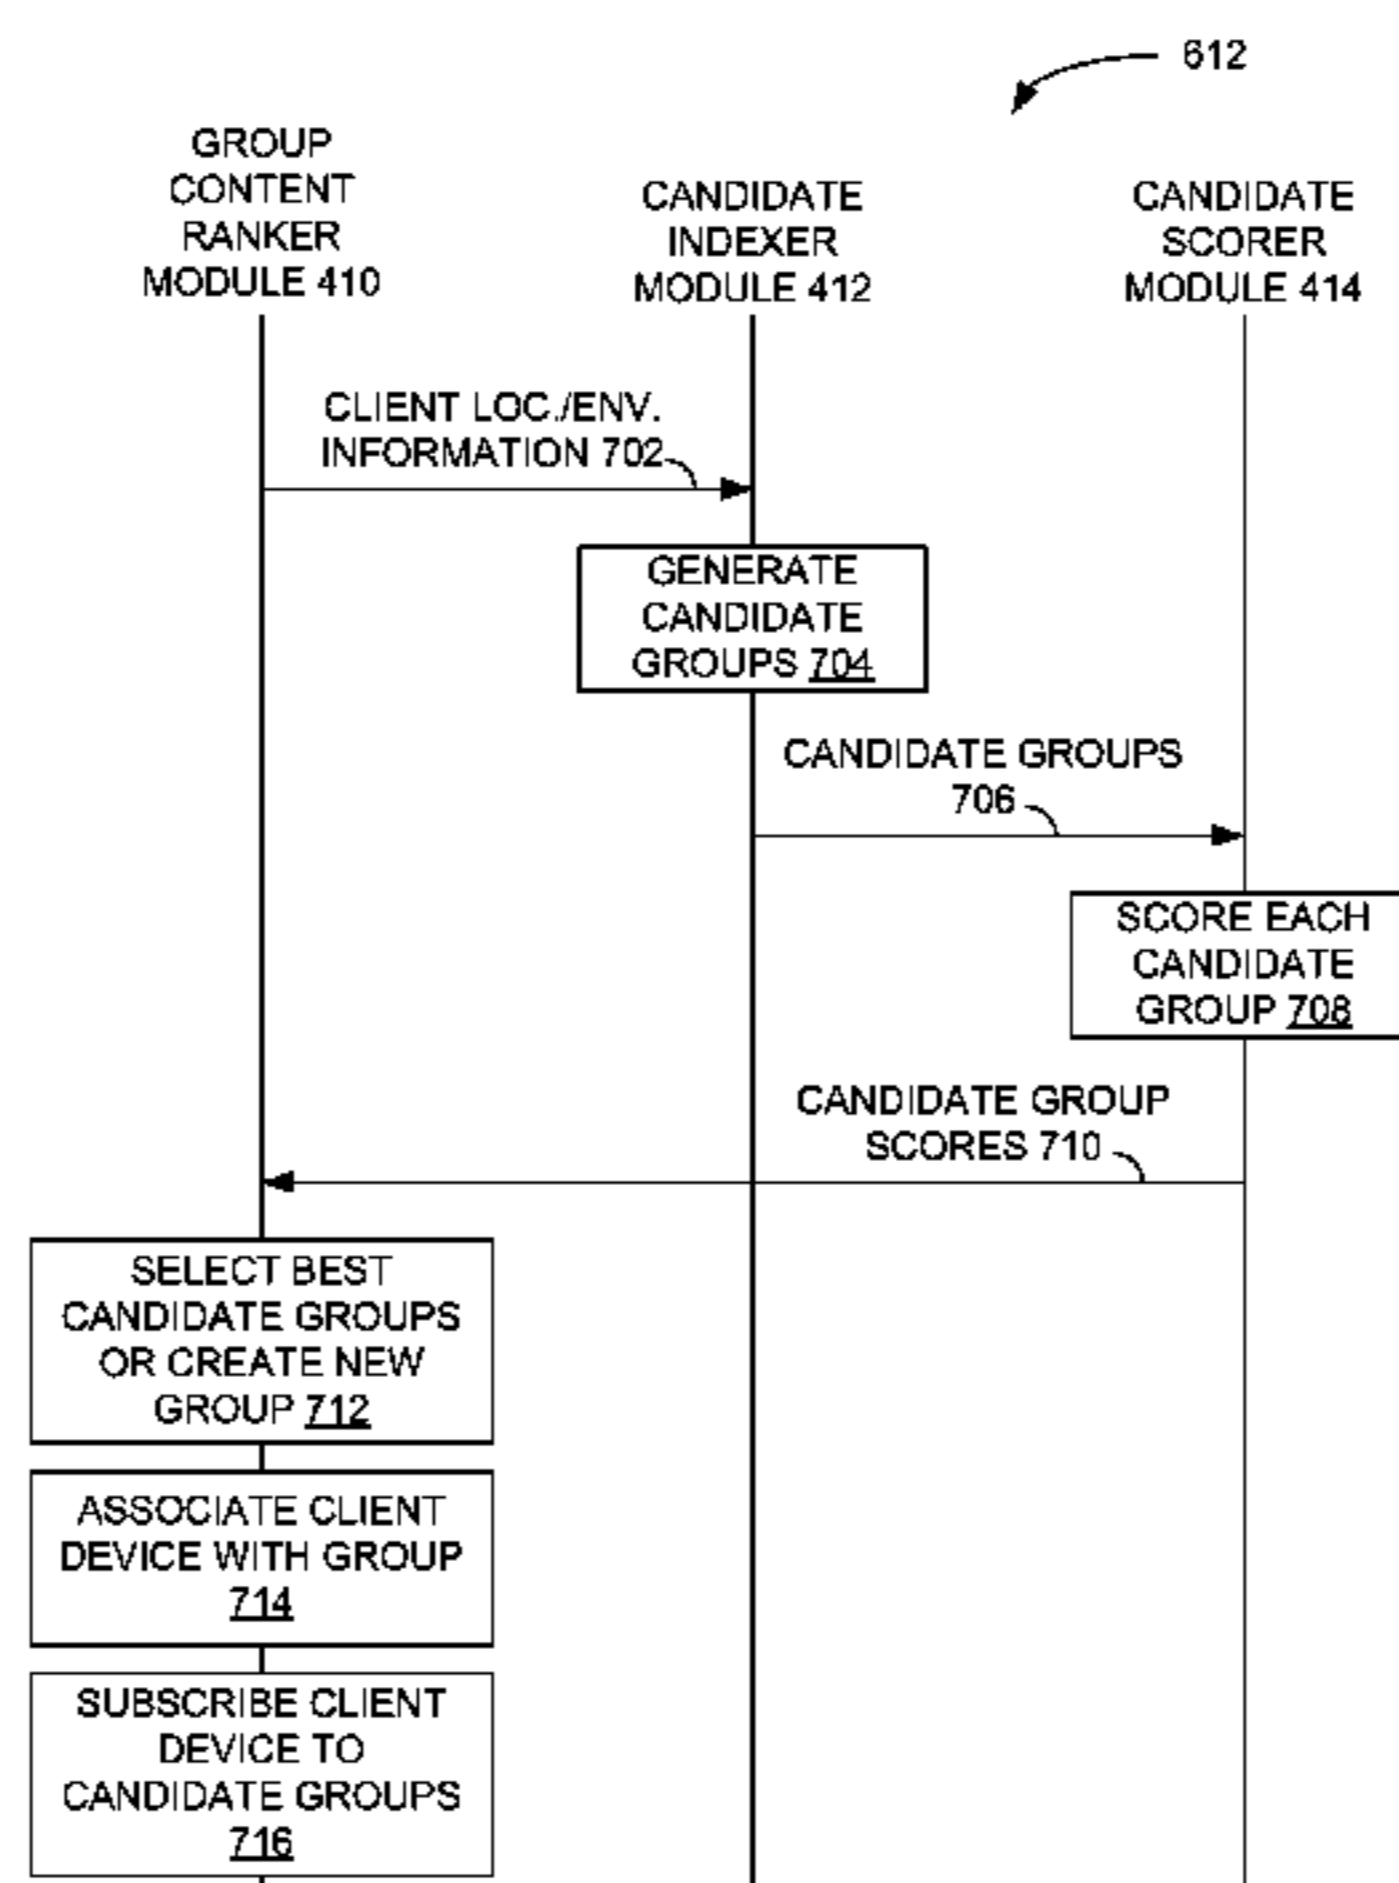 612
GROUP
CONTENT
RANKER
MODULE 410
CANDIDATE
INDEXER
MODULE 412
CANDIDATE
SCORER
MODULE 414
CLIENT LOC./ENV.
INFORMATION 702
GENERATE
CANDIDATE
GROUPS 704
CANDIDATE GROUPS
706
SCORE EACH
CANDIDATE
GROUP 708
CANDIDATE GROUP
SCORES 710
SELECT BEST
CANDIDATE GROUPS
OR CREATE NEW
GROUP 712
ASSOCIATE CLIENT
DEVICE WITH GROUP
714
SUBSCRIBE CLIENT
DEVICE TO
CANDIDATE GROUPS
716